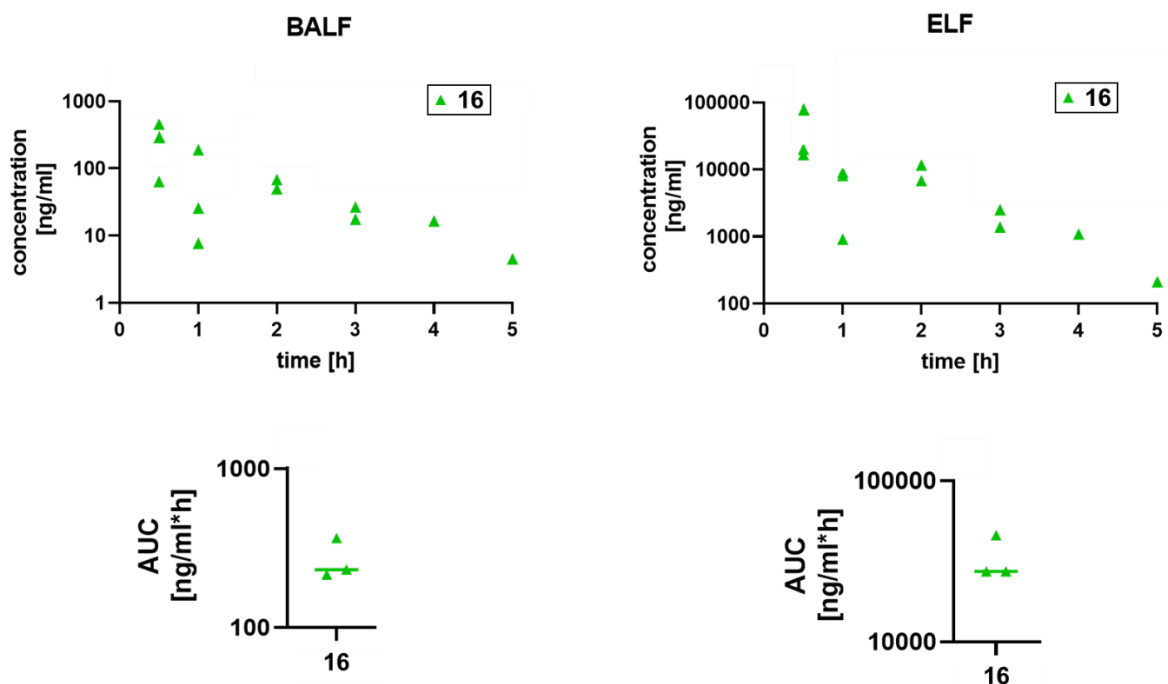 BALF
16
1000
100
10
1
concentration
[ng/ml]
0 1 2 3 4 5
time [h]
ELF
16
100000
10000
1000
100
concentration
[ng/ml]
0 1 2 3 4 5
time [h]
1000
100
AUC
[ng/ml*h]
16
100000
10000
AUC
[ng/ml*h]
16